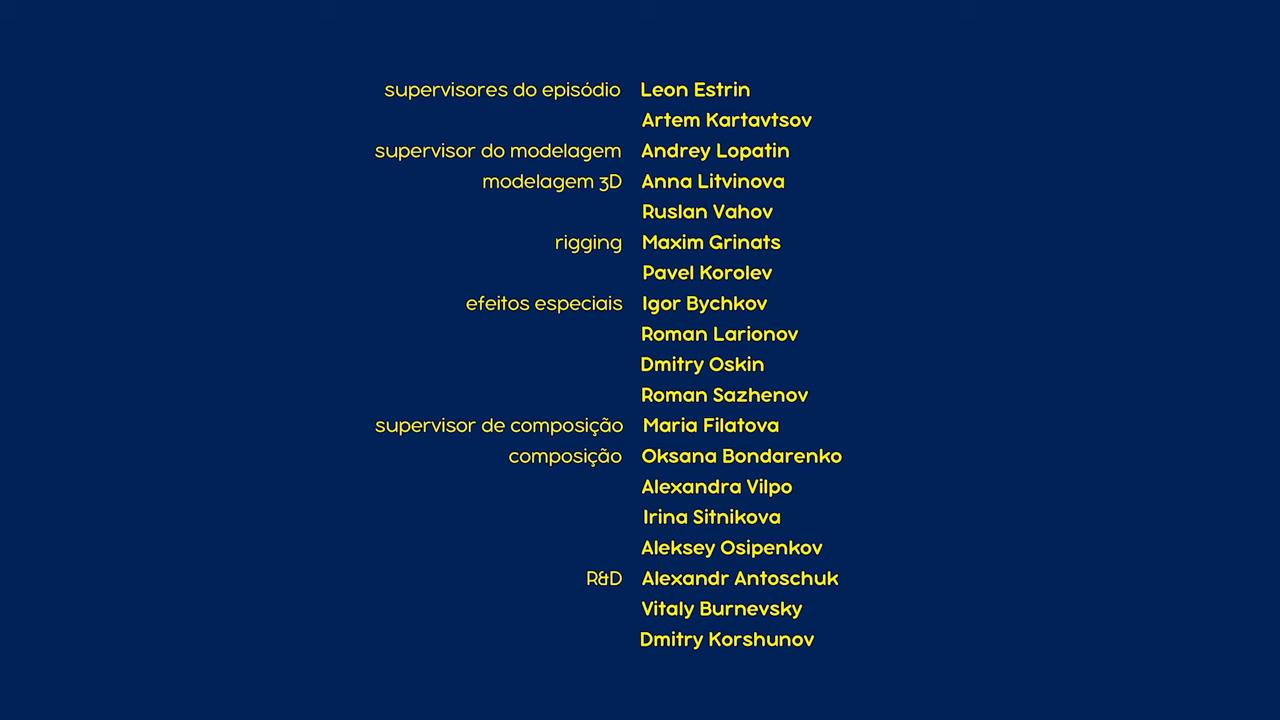 supervisores do episódio Leon Estrin
Artem Kartavtsov
supervisor do modelagem Andrey Lopatin
modelagem 3D Anna Litvinova
Ruslan Vahov
rigging Maxim Grinats
Pavel Korolev
efeitos especiais Igor Bychkov
Roman Larionov
Dmitry Oskin
Roman Sazhenov
supervisor de composição Maria Filatova
composição Oksana Bondarenko
Alexandra Vilpo
Irina Sitnikova
Aleksey Osipenkov
R&D Alexandr Antoschuk
Vitaly Burnevsky
Dmitry Korshunov